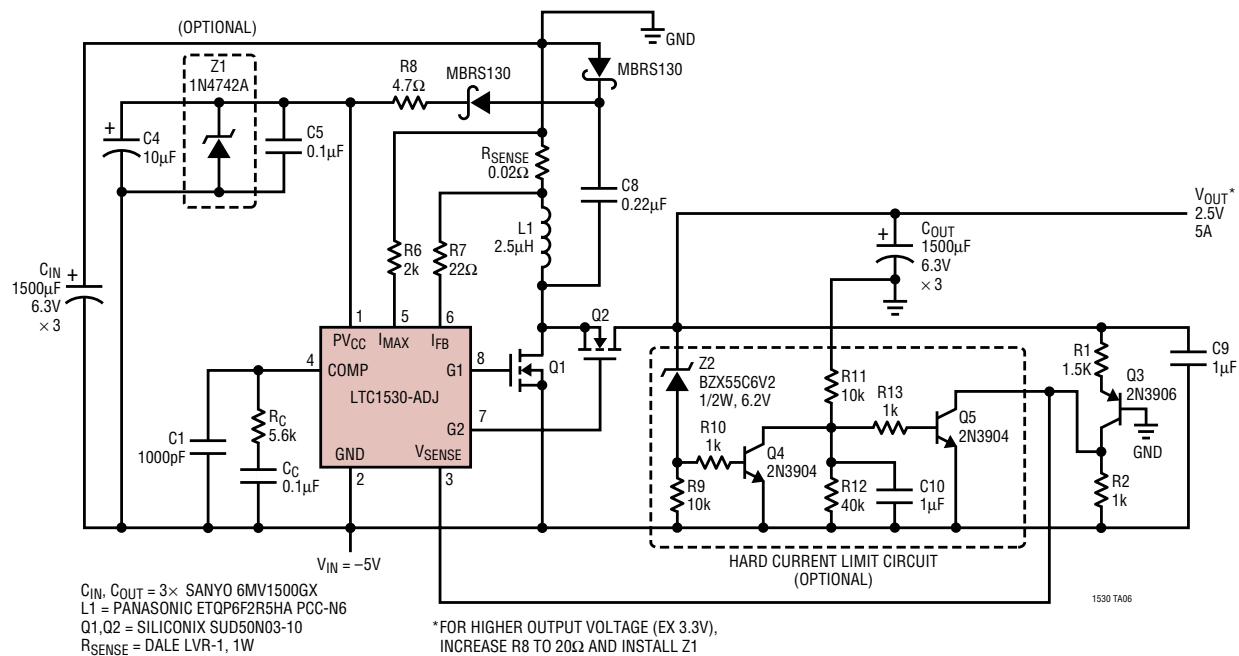 (OPTIONAL)
GND
Z1
1N4742A
R8
4.7Ω
MBRS130
MBRS130
+
C4
10µF
C5
0.1µF
RSENSE
0.02Ω
C8
0.22µF
VOUT*
2.5V
5A
L1
2.5µH
+
COUT
1500µF
6.3V
× 3
R6
2k
R7
22Ω
CIN
1500µF
6.3V
× 3
+
1
5
6
Q2
PVCC
IMAX
IFB
4
COMP
G1
8
Q1
LTC1530-ADJ
G2
7
GND
VSENSE
2
3
RC
5.6k
C1
1000pF
CC
0.1µF
Z2
BZX55C6V2
1/2W, 6.2V
R11
10k
R13
1k
R10
1k
Q5
2N3904
Q4
2N3904
R9
10k
R12
40k
C10
1µF
R1
1.5K
Q3
2N3906
C9
1µF
GND
R2
1k
VIN = –5V
HARD CURRENT LIMIT CIRCUIT
(OPTIONAL)
1530 TA06
CIN, COUT = 3× SANYO 6MV1500GX
L1 = PANASONIC ETQP6F2R5HA PCC-N6
Q1,Q2 = SILICONIX SUD50N03-10
RSENSE = DALE LVR-1, 1W
*FOR HIGHER OUTPUT VOLTAGE (EX 3.3V),
INCREASE R8 TO 20Ω AND INSTALL Z1